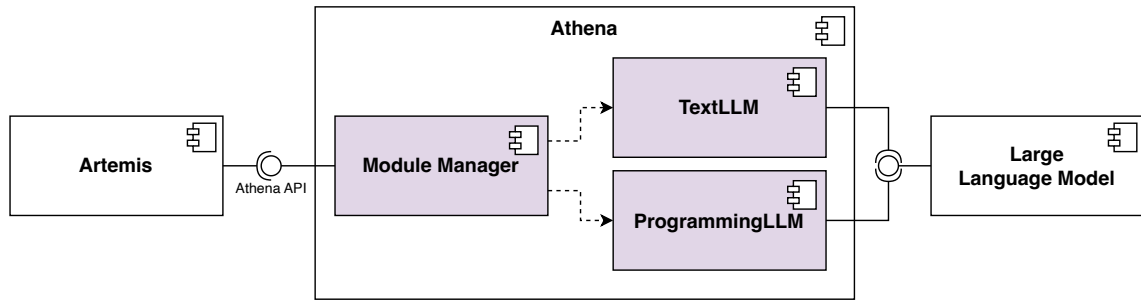 Athena
TextLLM
Artemis
Athena API
Module Manager
ProgrammingLLM
Large
Language Model